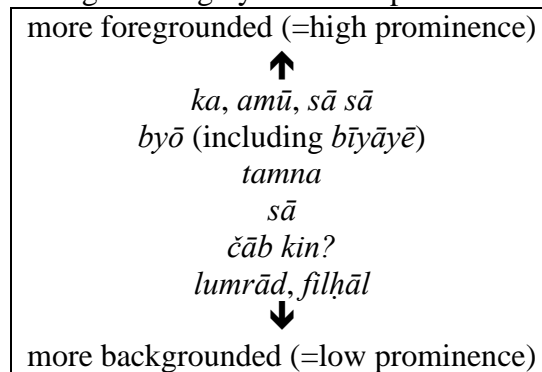 more foregrounded (=high prominence)
🡹
ka, amū, sā sā
byō (including bīyāyē)
tamna
sā
čāb kin?
lumrād, filḥāl
🡻
more backgrounded (=low prominence)